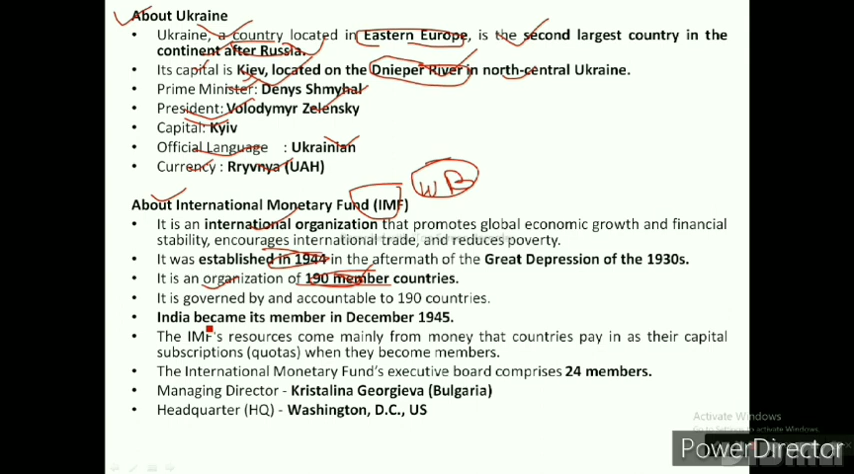 About Ukraine
• Ukraine, a country located in Eastern Europe, is the second largest country in the
continent after Russia.
• Its capital is Kiev, located on the Dnieper River in north-central Ukraine.
• Prime Minister: Denys Shmyhal
• President: Volodymyr Zelensky
• Capital: Kyiv
• Official Language : Ukrainian
• Currency : Rryvnya (UAH)
WB
About International Monetary Fund (IMF)
• It is an international organization that promotes global economic growth and financial
stability, encourages international trade, and reduces poverty.
• It was established in 1944 in the aftermath of the Great Depression of the 1930s.
• It is an organization of 190 member countries.
• It is governed by and accountable to 190 countries.
• India became its member in December 1945.
• The IMF's resources come mainly from money that countries pay in as their capital
subscriptions (quotas) when they become members.
• The International Monetary Fund's executive board comprises 24 members.
• Managing Director - Kristalina Georgieva (Bulgaria)
• Headquarter (HQ) - Washington, D.C., US
Activate Windows
Go to Settings to activate Windows.
PowerDirector